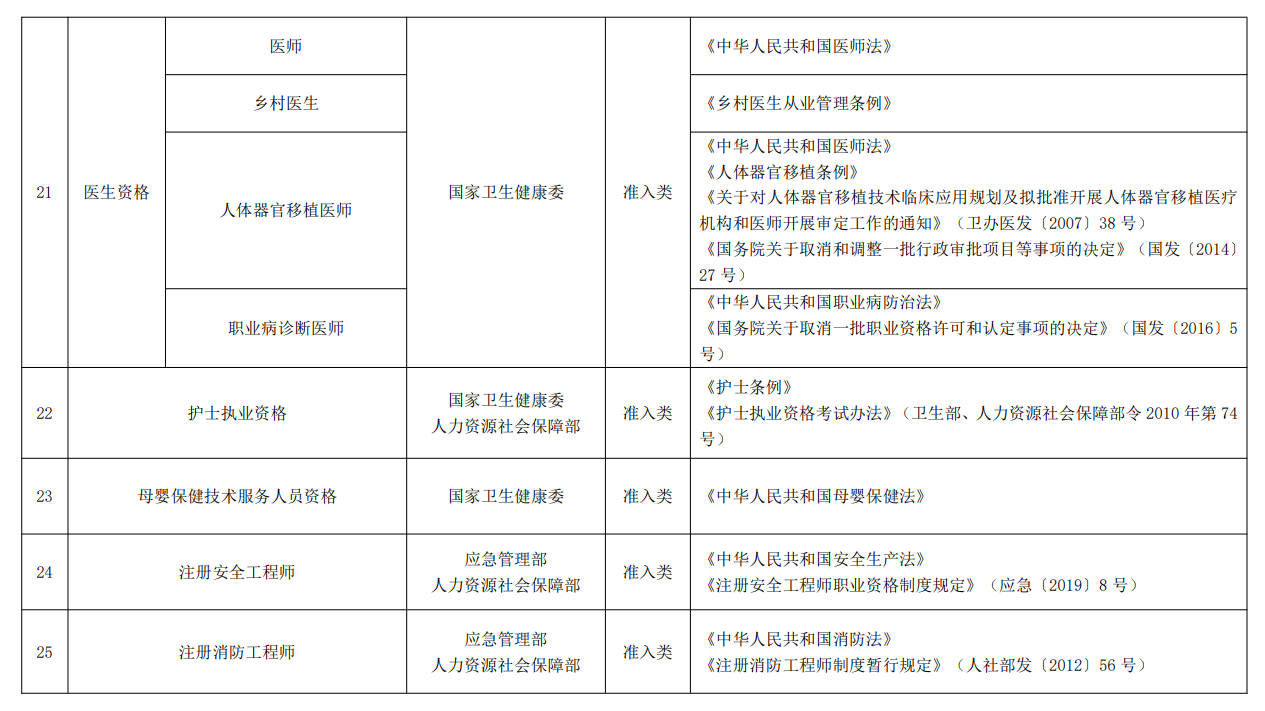 医师
《中华人民共和国医师法》
乡村医生
《乡村医生从业管理条例》
21
医生资格
人体器官移植医师
国家卫生健康委
准入类
《中华人民共和国医师法》
《人体器官移植条例》
《关于对人体器官移植技术临床应用规划及拟批准开展人体器官移植医疗
机构和医师开展审定工作的通知》（卫办医发〔2007〕38 号）
《国务院关于取消和调整一批行政审批项目等事项的决定》（国发〔2014〕
27 号）
职业病诊断医师
《中华人民共和国职业病防治法》
《国务院关于取消一批职业资格许可和认定事项的决定》（国发〔2016〕5
号）
22
护士执业资格
国家卫生健康委
人力资源社会保障部
准入类
《护士条例》
《护士执业资格考试办法》（卫生部、人力资源社会保障部令 2010 年第 74
号）
23
母婴保健技术服务人员资格
国家卫生健康委
准入类
《中华人民共和国母婴保健法》
24
注册安全工程师
应急管理部
人力资源社会保障部
准入类
《中华人民共和国安全生产法》
《注册安全工程师职业资格制度规定》（应急〔2019〕8 号）
25
注册消防工程师
应急管理部
人力资源社会保障部
准入类
《中华人民共和国消防法》
《注册消防工程师制度暂行规定》（人社部发〔2012〕56 号）